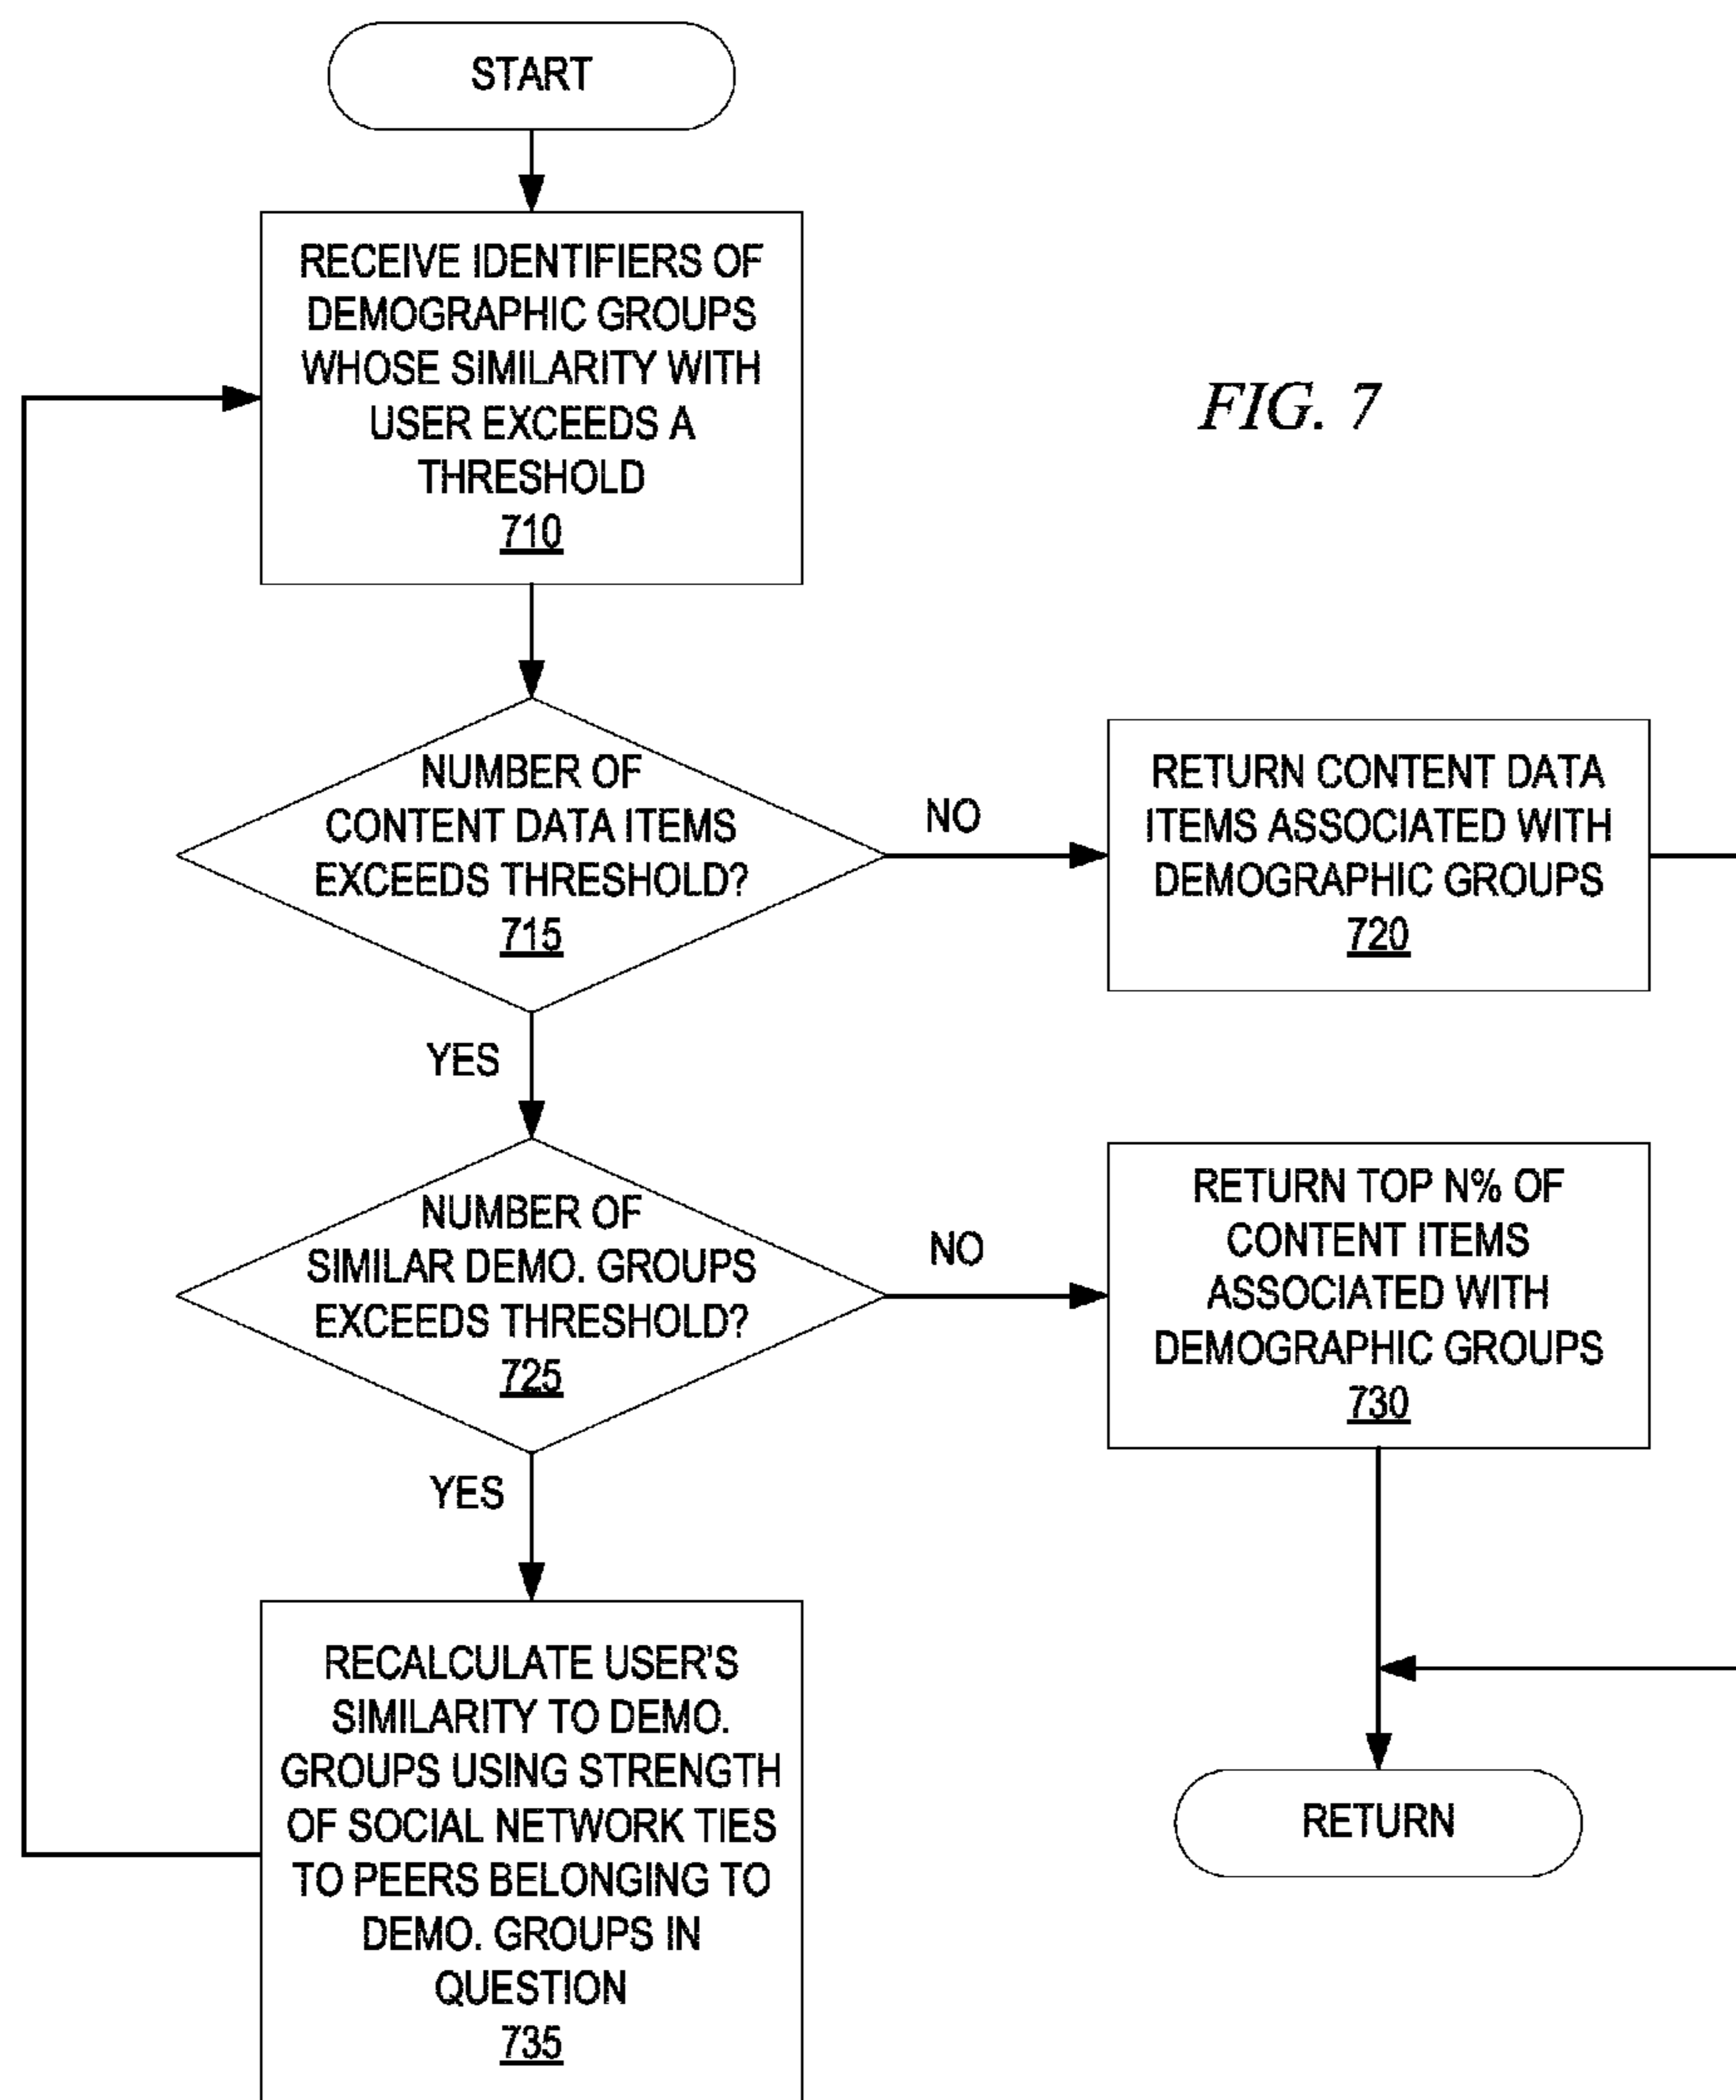 START
RECEIVE IDENTIFIERS OF
DEMOGRAPHIC GROUPS
WHOSE SIMILARITY WITH
USER EXCEEDS A
THRESHOLD
710
FIG. 7
NUMBER OF
CONTENT DATA ITEMS
EXCEEDS THRESHOLD?
715
NO
RETURN CONTENT DATA
ITEMS ASSOCIATED WITH
DEMOGRAPHIC GROUPS
720
YES
NUMBER OF
SIMILAR DEMO. GROUPS
EXCEEDS THRESHOLD?
725
NO
RETURN TOP N% OF
CONTENT ITEMS
ASSOCIATED WITH
DEMOGRAPHIC GROUPS
730
YES
RECALCULATE USER'S
SIMILARITY TO DEMO.
GROUPS USING STRENGTH
OF SOCIAL NETWORK TIES
TO PEERS BELONGING TO
DEMO. GROUPS IN
QUESTION
735
RETURN